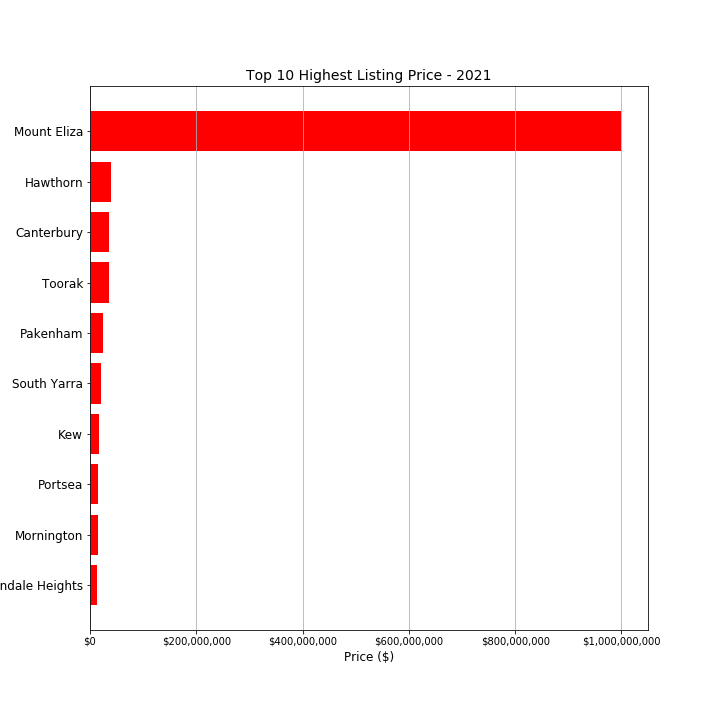 Top 10 Highest Listing Price - 2021
Mount Eliza
Hawthorn
Canterbury
Toorak
Pakenham
South Yarra
Kew
Portsea
Mornington
ndale Heights
$0 $200,000,000 $400,000,000 $600,000,000 $800,000,000 $1,000,000,000
Price ($)